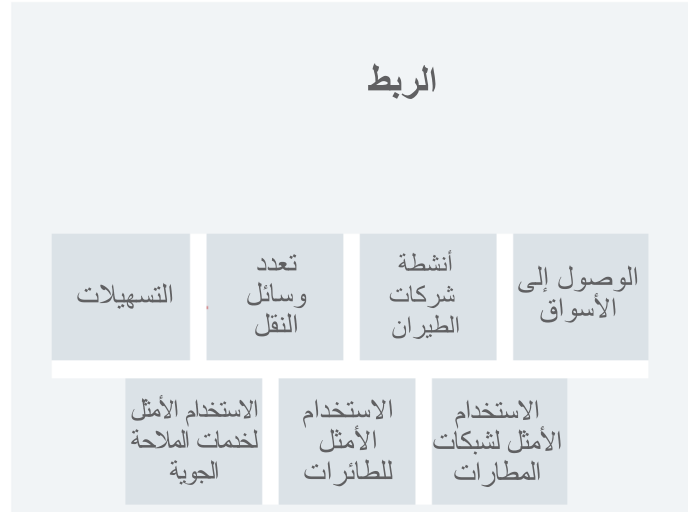 الربط
الوصول إلى
الأسواق
أنشطة
شركات
الطيران
تعدد
وسائل
النقل
التسهيلات
الاستخدام
الأمثل لشبكات
المطارات
الاستخدام
الأمثل
للطائرات
الاستخدام الأمثل
لخدمات الملاحة
الجوية